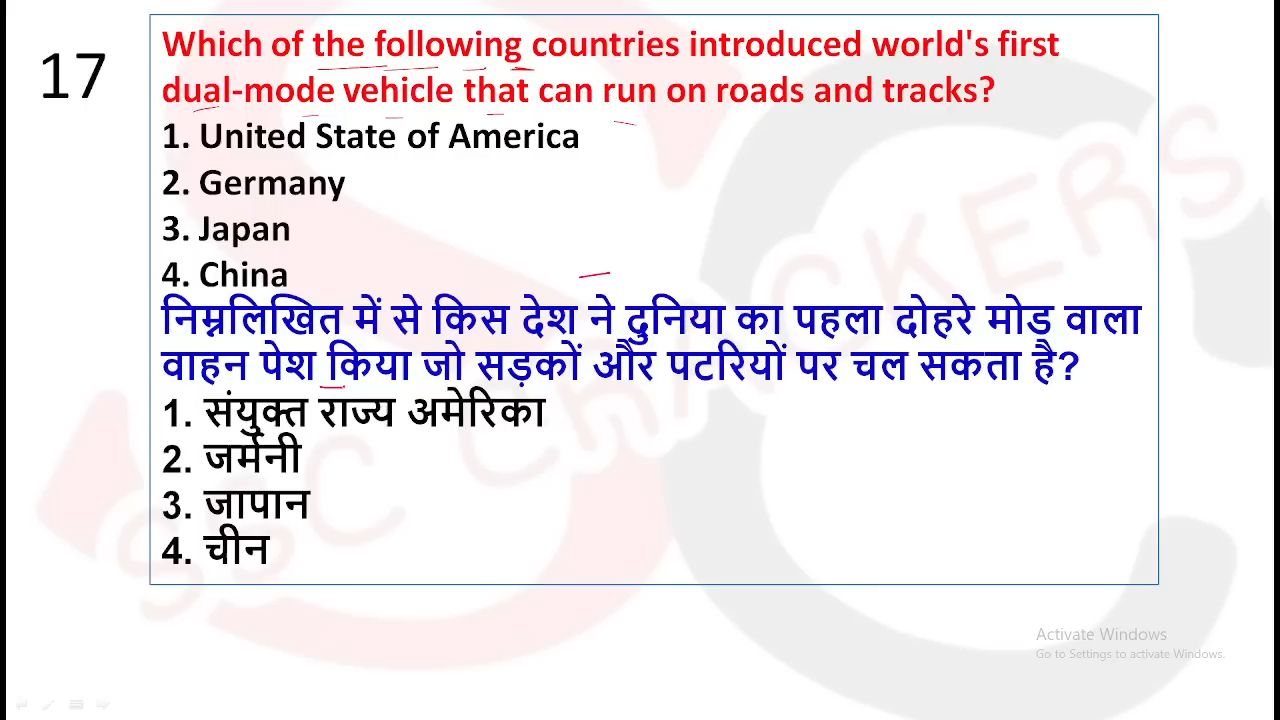 17
Which of the following countries introduced world's first
dual-mode vehicle that can run on roads and tracks?
1. United State of America
2. Germany
3. Japan
4. China
निम्नलिखित में से किस देश ने दुनिया का पहला दोहरे मोड वाला
वाहन पेश किया जो सड़कों और पटरियों पर चल सकता है?
1. संयुक्त राज्य अमेरिका
2. जर्मनी
3. जापान
4. चीन
SSC CRACKERS
Activate Windows
Go to Settings to activate Windows.